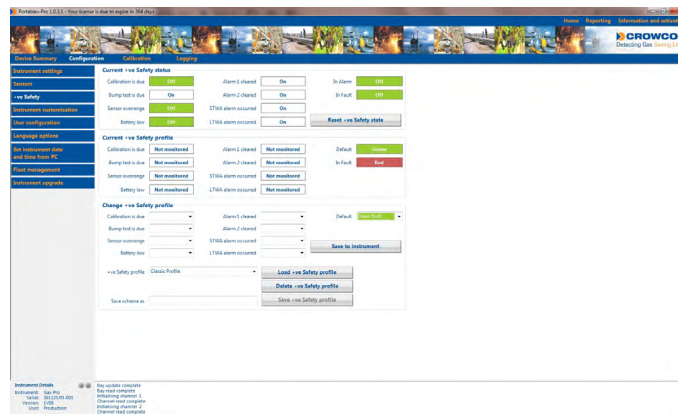 Portables-Pro 1.0.3.1 - Your license is due to expire in 364 days
Home Reporting Information and activat
CROWCO
Detecting Gas Saving Li
Device Summary Configuration Calibration Logging
Instrument settings
Sensors
+ve Safety
Instrument customisation
User configuration
Language options
Set instrument date
and time from PC
Fleet management
Instrument upgrade
Current +ve Safety status
Calibration is due Off Alarm 1 cleared On In Alarm Off
Bump test is due On Alarm 2 cleared On In Fault Off
Sensor overrange Off STWA alarm occurred On
Battery low Off LTWA alarm occurred On Reset +ve Safety state
Current +ve Safety profile
Calibration is due Not monitored Alarm 1 cleared Not monitored Default Green
Bump test is due Not monitored Alarm 2 cleared Not monitored In Fault Red
Sensor overrange Not monitored STWA alarm occurred Not monitored
Battery low Not monitored LTWA alarm occurred Not monitored
Change +ve Safety profile
Calibration is due Alarm 1 cleared Default
Bump test is due Alarm 2 cleared
Sensor overrange STWA alarm occurred Save to instrument
Battery low LTWA alarm occurred
+ve Safety profile Classic Profile Load +ve Safety profile
Delete +ve Safety profile
Save scheme as Save +ve Safety profile
Instrument Details
Instrument: Gas-Pro
Serial: 361225/01-003
Version: 1V08
User: Production
Bay update complete
Bay read complete
Initialising channel 1
Channel read complete
Initialising channel 2
Channel read complete